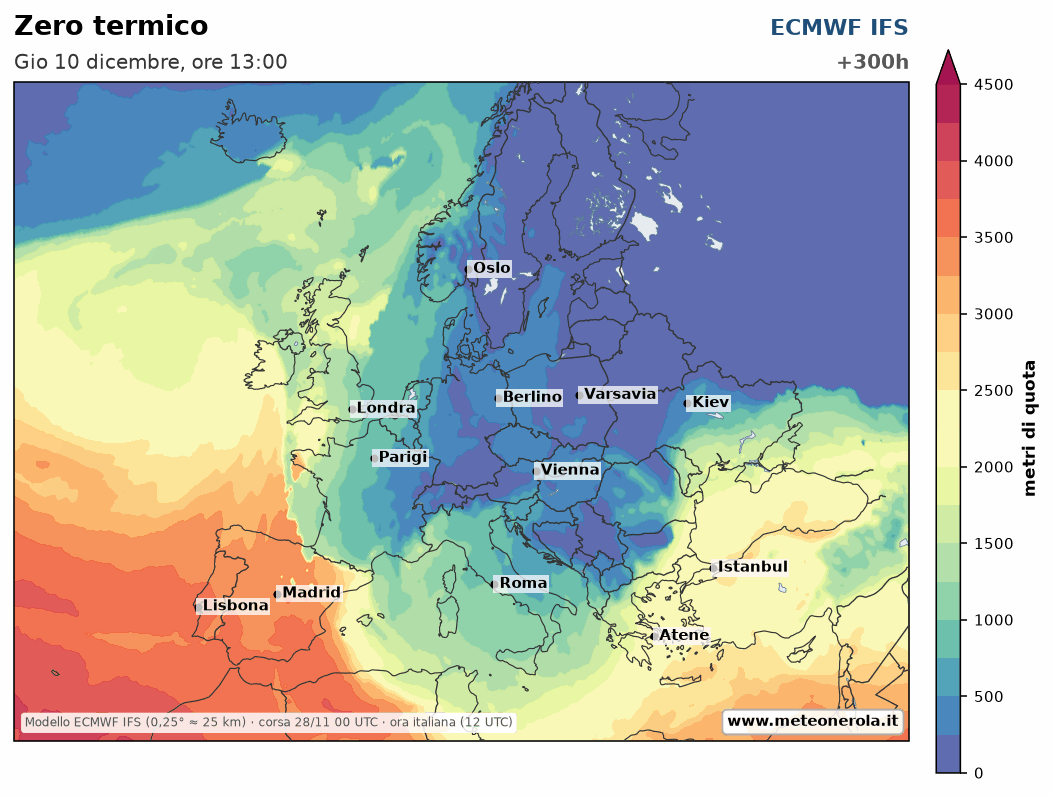 Zero termico
ECMWF IFS
Gio 10 dicembre, ore 13:00
+300h
4500
4000
3500
3000
2500
2000
1500
1000
500
0
metri di quota
Oslo
Berlino
Varsavia
Kiev
Londra
Parigi
Vienna
Istanbul
Roma
Madrid
Lisbona
Atene
Modello ECMWF IFS (0,25° ≈ 25 km) · corsa 28/11 00 UTC · ora italiana (12 UTC)
www.meteonerola.it